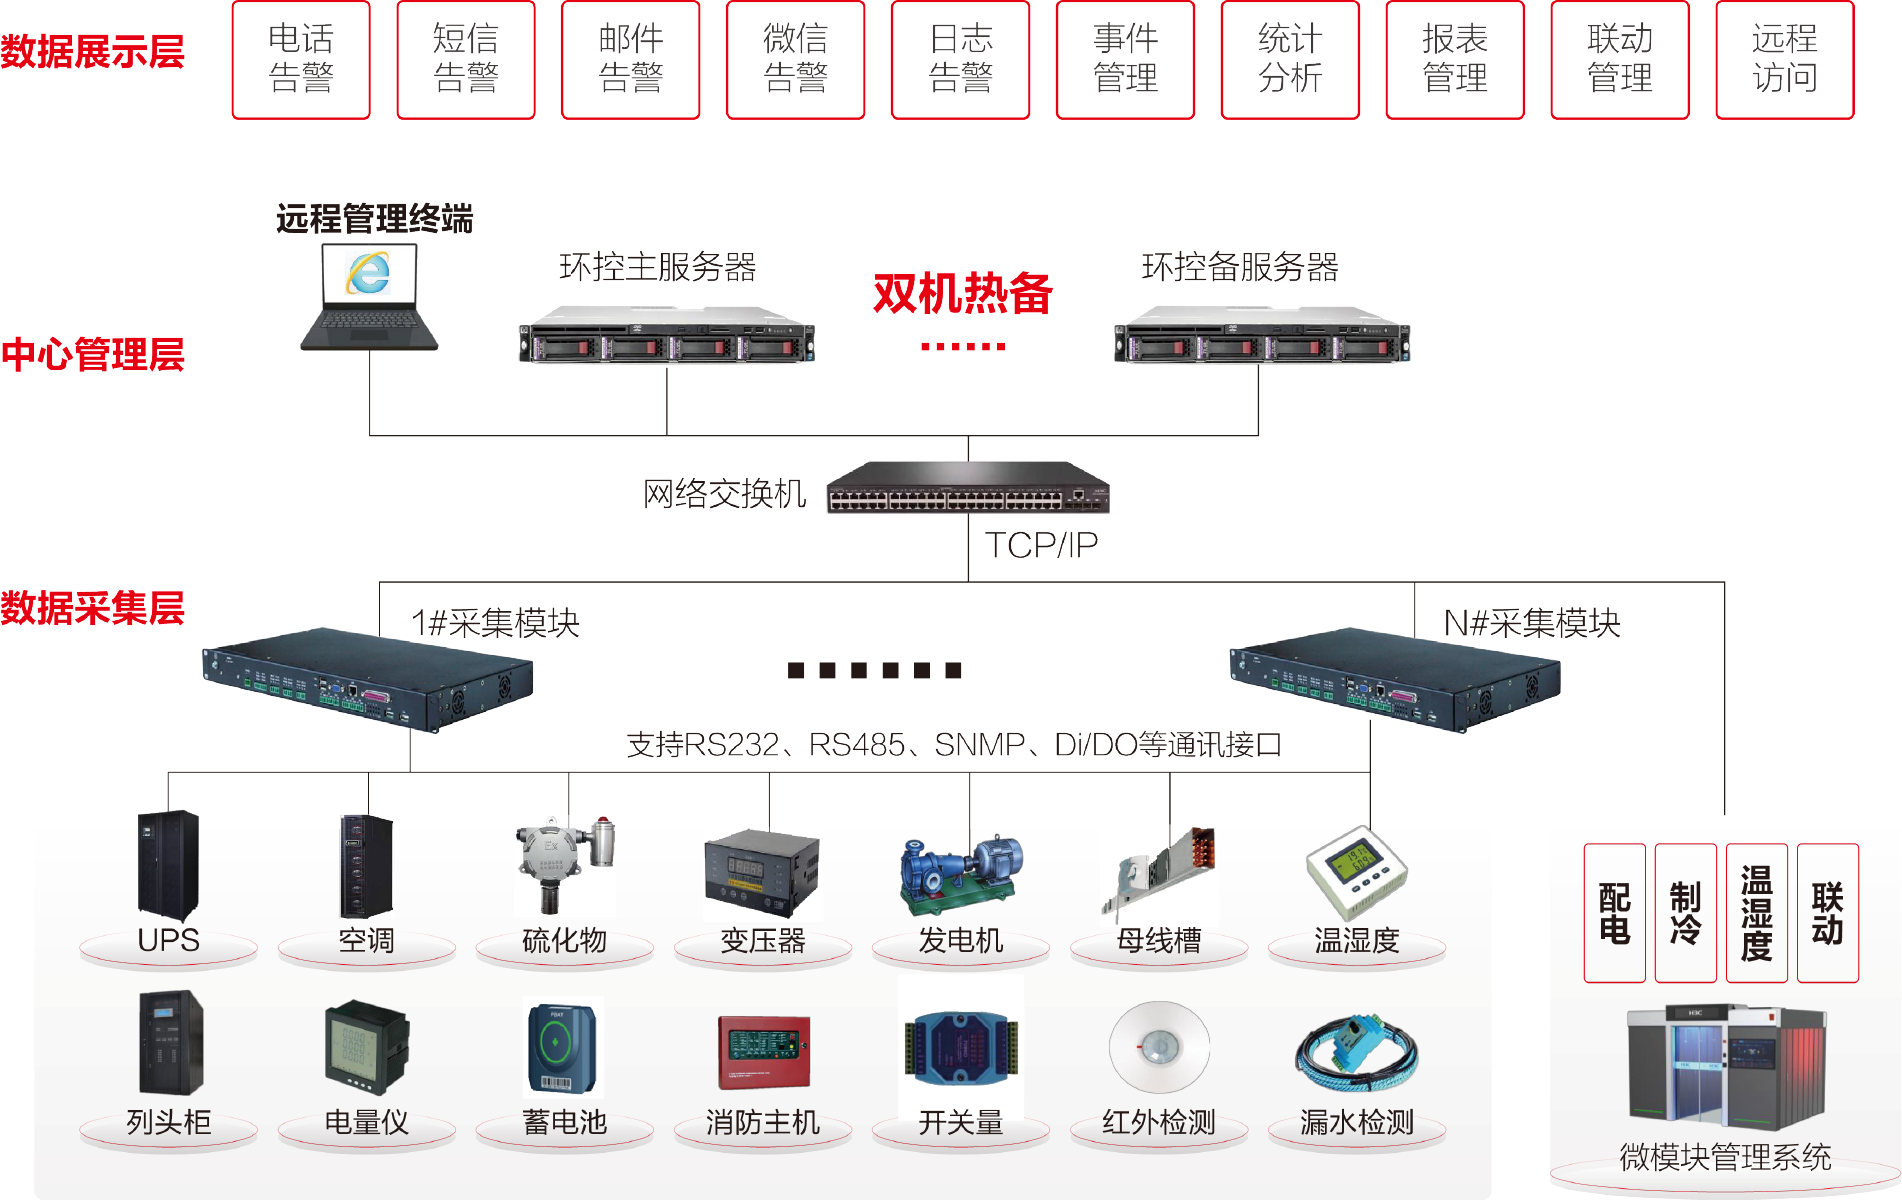 数据展示层
电话
告警
短信
告警
邮件
告警
微信
告警
日志
告警
事件
管理
统计
分析
报表
管理
联动
管理
远程
访问
远程管理终端
环控主服务器
双机热备
环控备服务器
中心管理层
网络交换机
TCP/IP
数据采集层
1#采集模块
N#采集模块
支持RS232、RS485、SNMP、Di/DO等通讯接口
UPS
空调
硫化物
变压器
发电机
母线槽
温湿度
列头柜
电量仪
蓄电池
消防主机
开关量
红外检测
漏水检测
配电
制冷
温湿度
联动
H3C
微模块管理系统